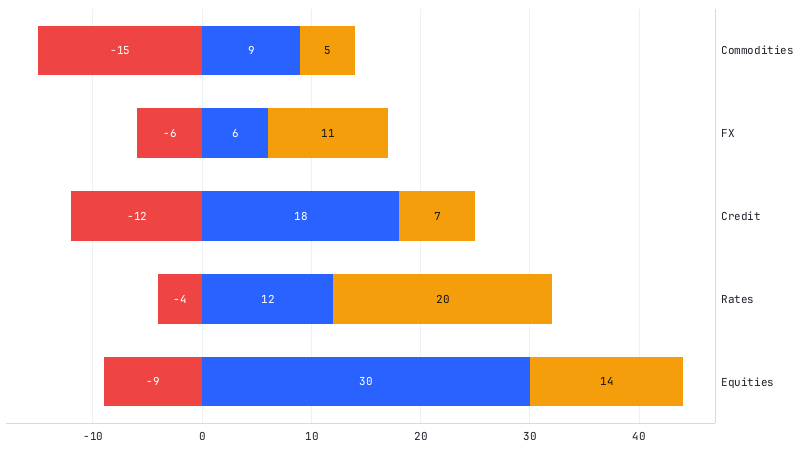 -15 9 5 Commodities
-6 6 11 FX
-12 18 7 Credit
-4 12 20 Rates
-9 30 14 Equities
-10 0 10 20 30 40